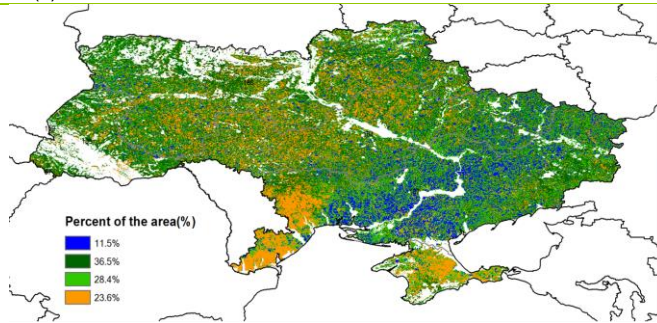 Percent of the area(%)
11.5%
36.5%
28.4%
23.6%